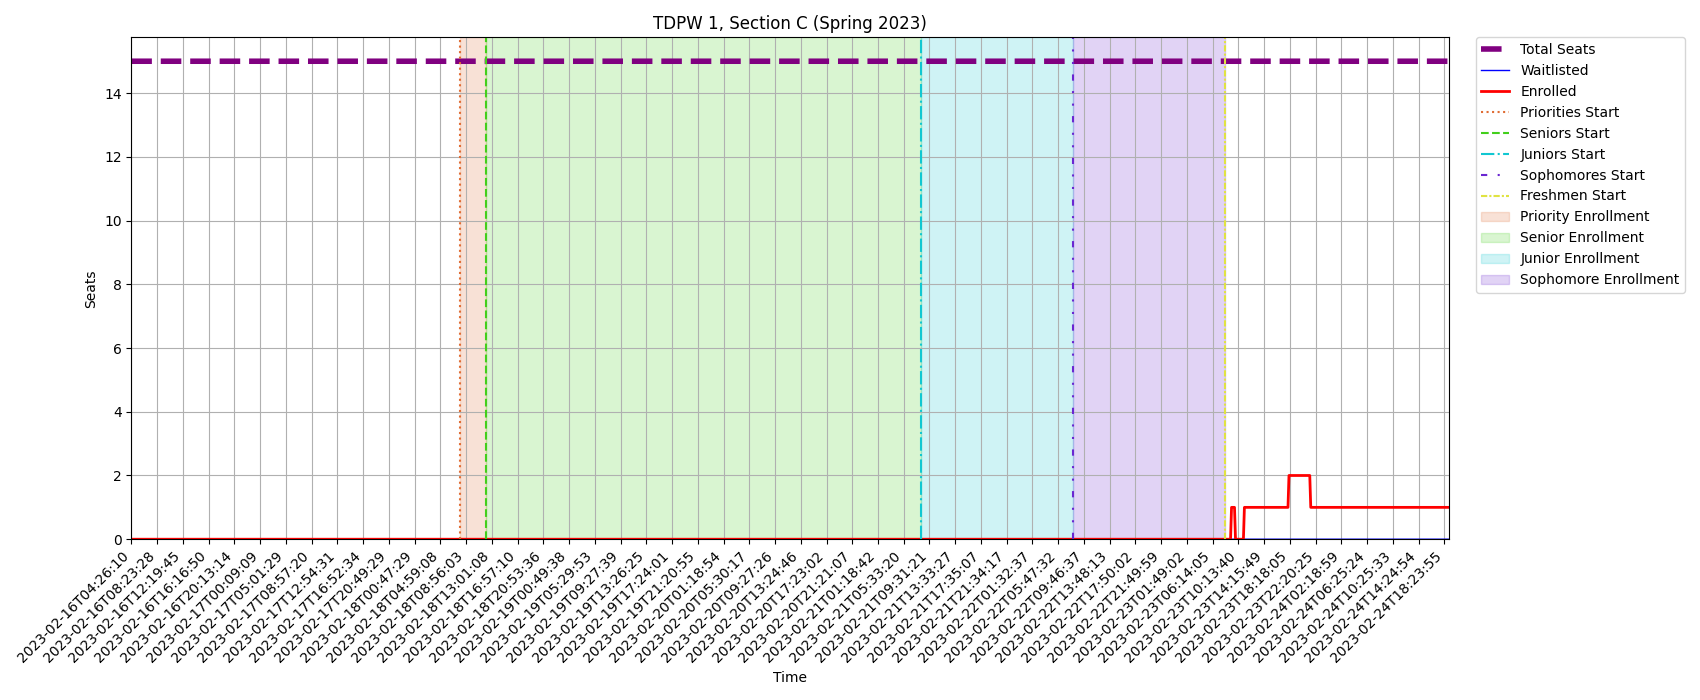 TDPW 1, Section C (Spring 2023)
Total Seats
Waitlisted
Enrolled
Priorities Start
Seniors Start
Juniors Start
Sophomores Start
Freshmen Start
Priority Enrollment
Senior Enrollment
Junior Enrollment
Sophomore Enrollment
Seats
14
12
10
8
6
4
2
0
2023-02-16T04:26:10
2023-02-16T08:23:28
2023-02-16T12:19:45
2023-02-16T16:16:50
2023-02-16T20:13:14
2023-02-17T00:09:09
2023-02-17T05:01:29
2023-02-17T08:57:20
2023-02-17T12:54:31
2023-02-17T16:52:34
2023-02-17T20:49:29
2023-02-18T00:47:29
2023-02-18T04:59:08
2023-02-18T08:56:03
2023-02-18T13:01:08
2023-02-18T16:57:10
2023-02-18T20:53:36
2023-02-19T00:49:38
2023-02-19T05:29:53
2023-02-19T09:27:39
2023-02-19T13:26:25
2023-02-19T17:24:01
2023-02-19T21:20:55
2023-02-20T01:18:54
2023-02-20T05:30:17
2023-02-20T09:27:26
2023-02-20T13:24:46
2023-02-20T17:23:02
2023-02-20T21:21:07
2023-02-21T01:18:42
2023-02-21T05:33:20
2023-02-21T09:31:21
2023-02-21T13:33:27
2023-02-21T17:35:07
2023-02-21T21:34:17
2023-02-22T01:32:37
2023-02-22T05:47:32
2023-02-22T09:46:37
2023-02-22T13:48:13
2023-02-22T17:50:02
2023-02-22T21:49:59
2023-02-23T01:49:02
2023-02-23T06:14:05
2023-02-23T10:13:40
2023-02-23T14:15:49
2023-02-23T18:18:05
2023-02-23T22:20:25
2023-02-24T02:18:59
2023-02-24T06:25:24
2023-02-24T10:25:33
2023-02-24T14:24:54
2023-02-24T18:23:55
Time